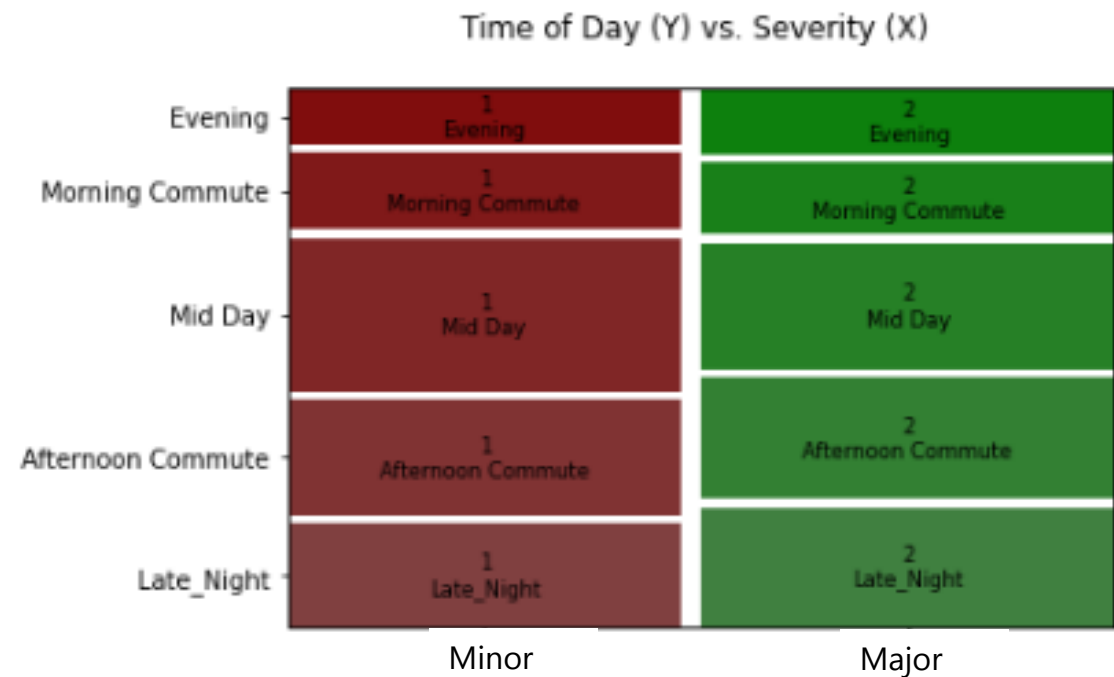 Time of Day (Y) vs. Severity (X)
Evening
Morning Commute
Mid Day
Afternoon Commute
Late_Night
1
Evening
1
Morning Commute
1
Mid Day
1
Afternoon Commute
1
Late_Night
2
Evening
2
Morning Commute
2
Mid Day
2
Afternoon Commute
2
Late_Night
Minor
Major